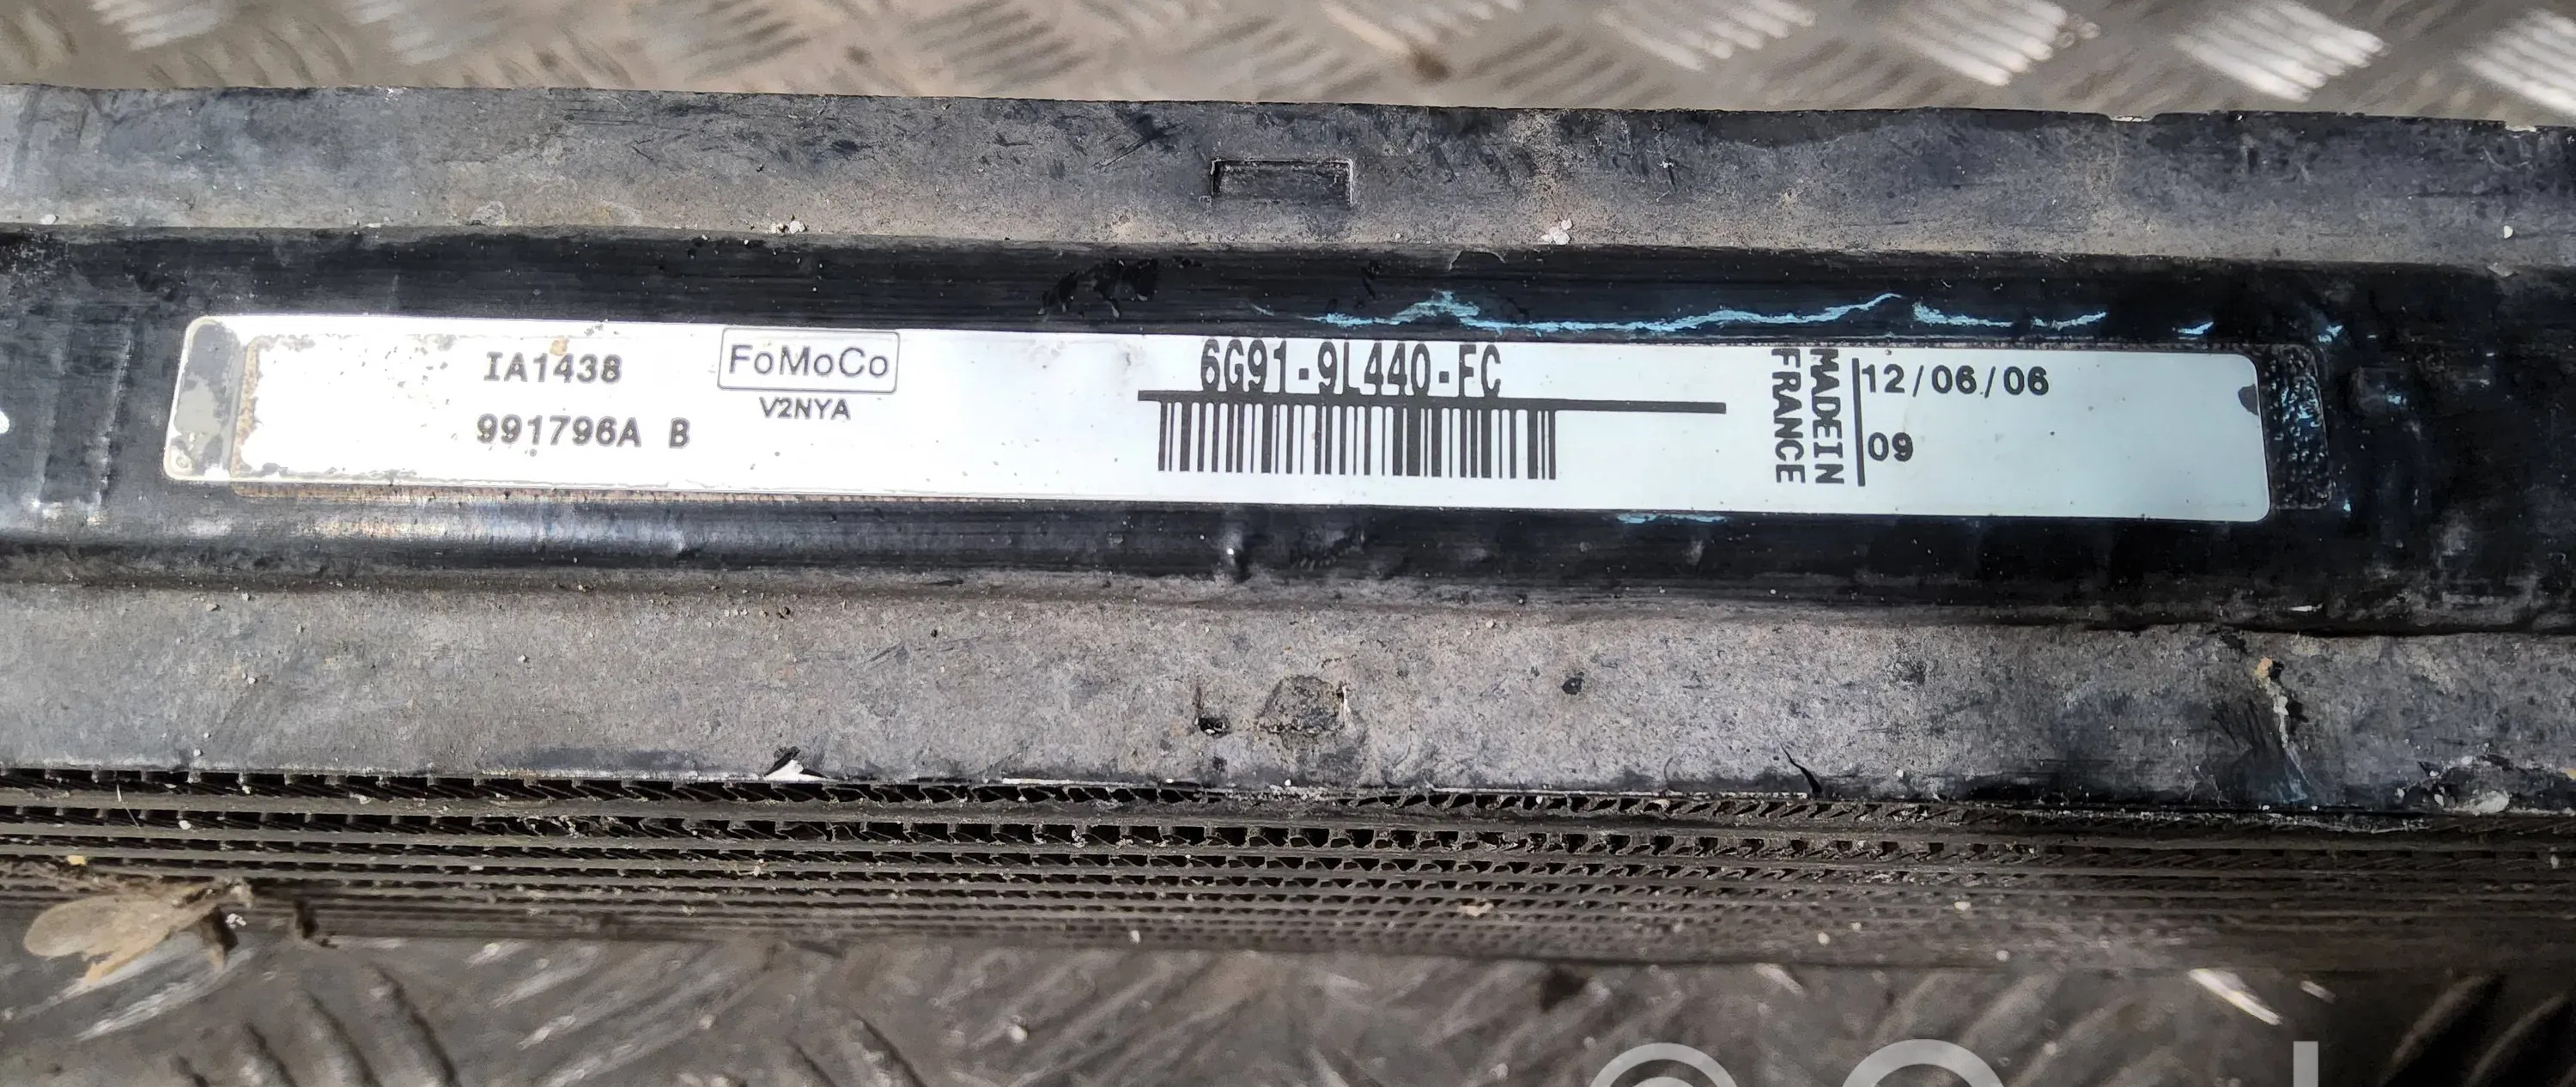 IA1438
991796A B
FoMoCo
V2NYA
6G91-9L440-FC
MADEIN
FRANCE
12/06/06
09